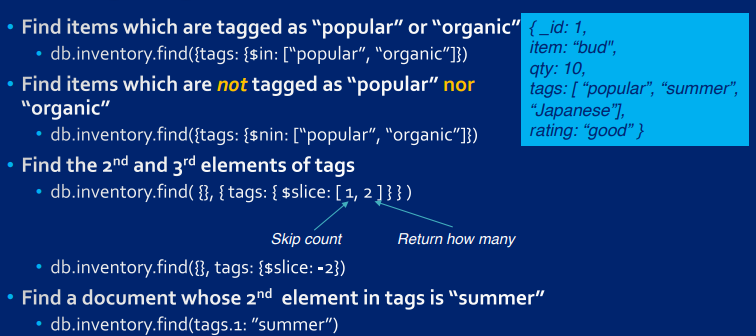 • Find items which are tagged as “popular” or “organic”
• db.inventory.find({tags: {$in: [“popular”, “organic”]})
• Find items which are not tagged as “popular” nor
“organic”
• db.inventory.find({tags: {$nin: [“popular”, “organic”]})
• Find the 2nd and 3rd elements of tags
• db.inventory.find( {}, { tags: { $slice: [ 1, 2 ] } } )
Skip count
Return how many
• db.inventory.find({}, tags: {$slice: -2})
• Find a document whose 2nd element in tags is “summer”
• db.inventory.find(tags.1: ”summer”)
{ _id: 1,
item: “bud",
qty: 10,
tags: [ “popular”, “summer”,
“Japanese”],
rating: “good” }